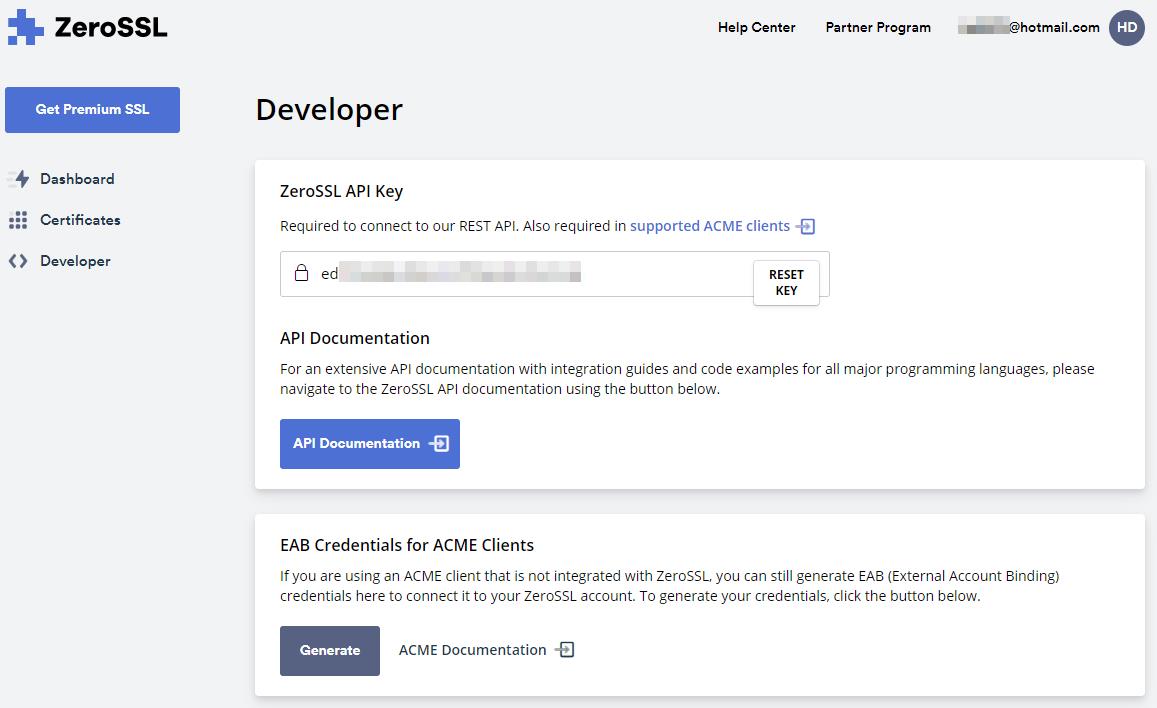 ZeroSSL
Help Center
Partner Program
@hotmail.com
HD
Get Premium SSL
Dashboard
Certificates
Developer
Developer
ZeroSSL API Key
Required to connect to our REST API. Also required in supported ACME clients
ed
RESET
KEY
API Documentation
For an extensive API documentation with integration guides and code examples for all major programming languages, please
navigate to the ZeroSSL API documentation using the button below.
API Documentation
EAB Credentials for ACME Clients
If you are using an ACME client that is not integrated with ZeroSSL, you can still generate EAB (External Account Binding)
credentials here to connect it to your ZeroSSL account. To generate your credentials, click the button below.
Generate
ACME Documentation